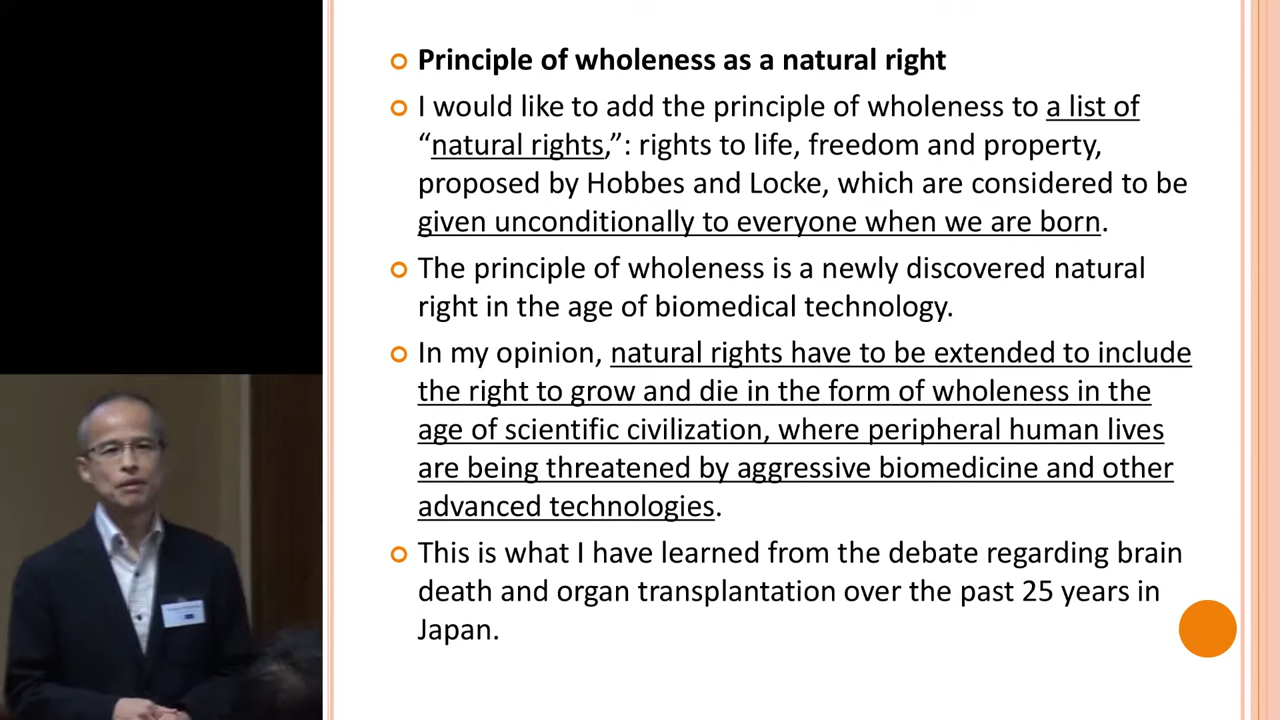 Principle of wholeness as a natural right
I would like to add the principle of wholeness to a list of
“natural rights,”: rights to life, freedom and property,
proposed by Hobbes and Locke, which are considered to be
given unconditionally to everyone when we are born.
The principle of wholeness is a newly discovered natural
right in the age of biomedical technology.
In my opinion, natural rights have to be extended to include
the right to grow and die in the form of wholeness in the
age of scientific civilization, where peripheral human lives
are being threatened by aggressive biomedicine and other
advanced technologies.
This is what I have learned from the debate regarding brain
death and organ transplantation over the past 25 years in
Japan.